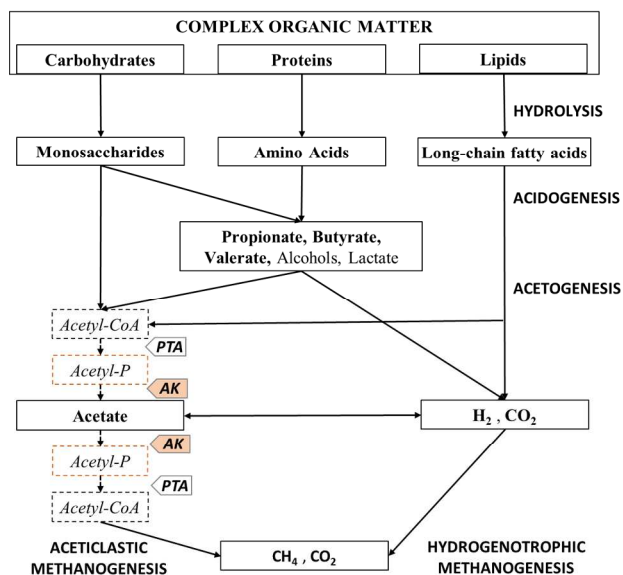 COMPLEX ORGANIC MATTER
Carbohydrates
Proteins
Lipids
HYDROLYSIS
Monosaccharides
Amino Acids
Long-chain fatty acids
ACIDOGENESIS
Propionate, Butyrate,
Valerate, Alcohols, Lactate
ACETOGENESIS
Acetyl-CoA
PTA
Acetyl-P
AK
Acetate
H₂ , CO₂
AK
Acetyl-P
PTA
Acetyl-CoA
ACETICLASTIC
METHANOGENESIS
CH₄ , CO₂
HYDROGENOTROPHIC
METHANOGENESIS